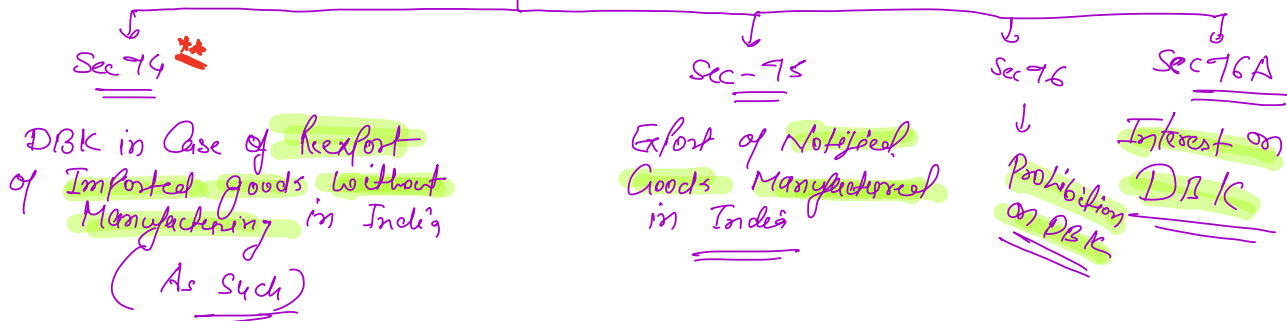 Sec 74 **
DBK in Case of Reexport
of Imported goods without
Manufacturing in India
(As Such)
Sec-75
Export of Notified
Goods Manufactured
in India
Sec 76
Prohibition
on DBK
Sec 76A
Interest on
DBK